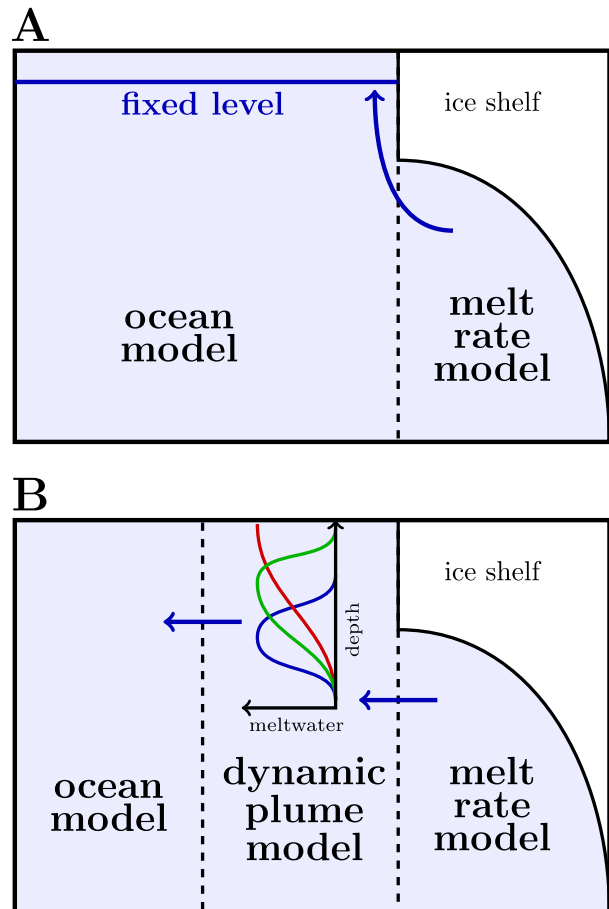 A
fixed level
ice shelf
ocean
model
melt
rate
model
B
ice shelf
depth
meltwater
ocean
model
dynamic
plume
model
melt
rate
model